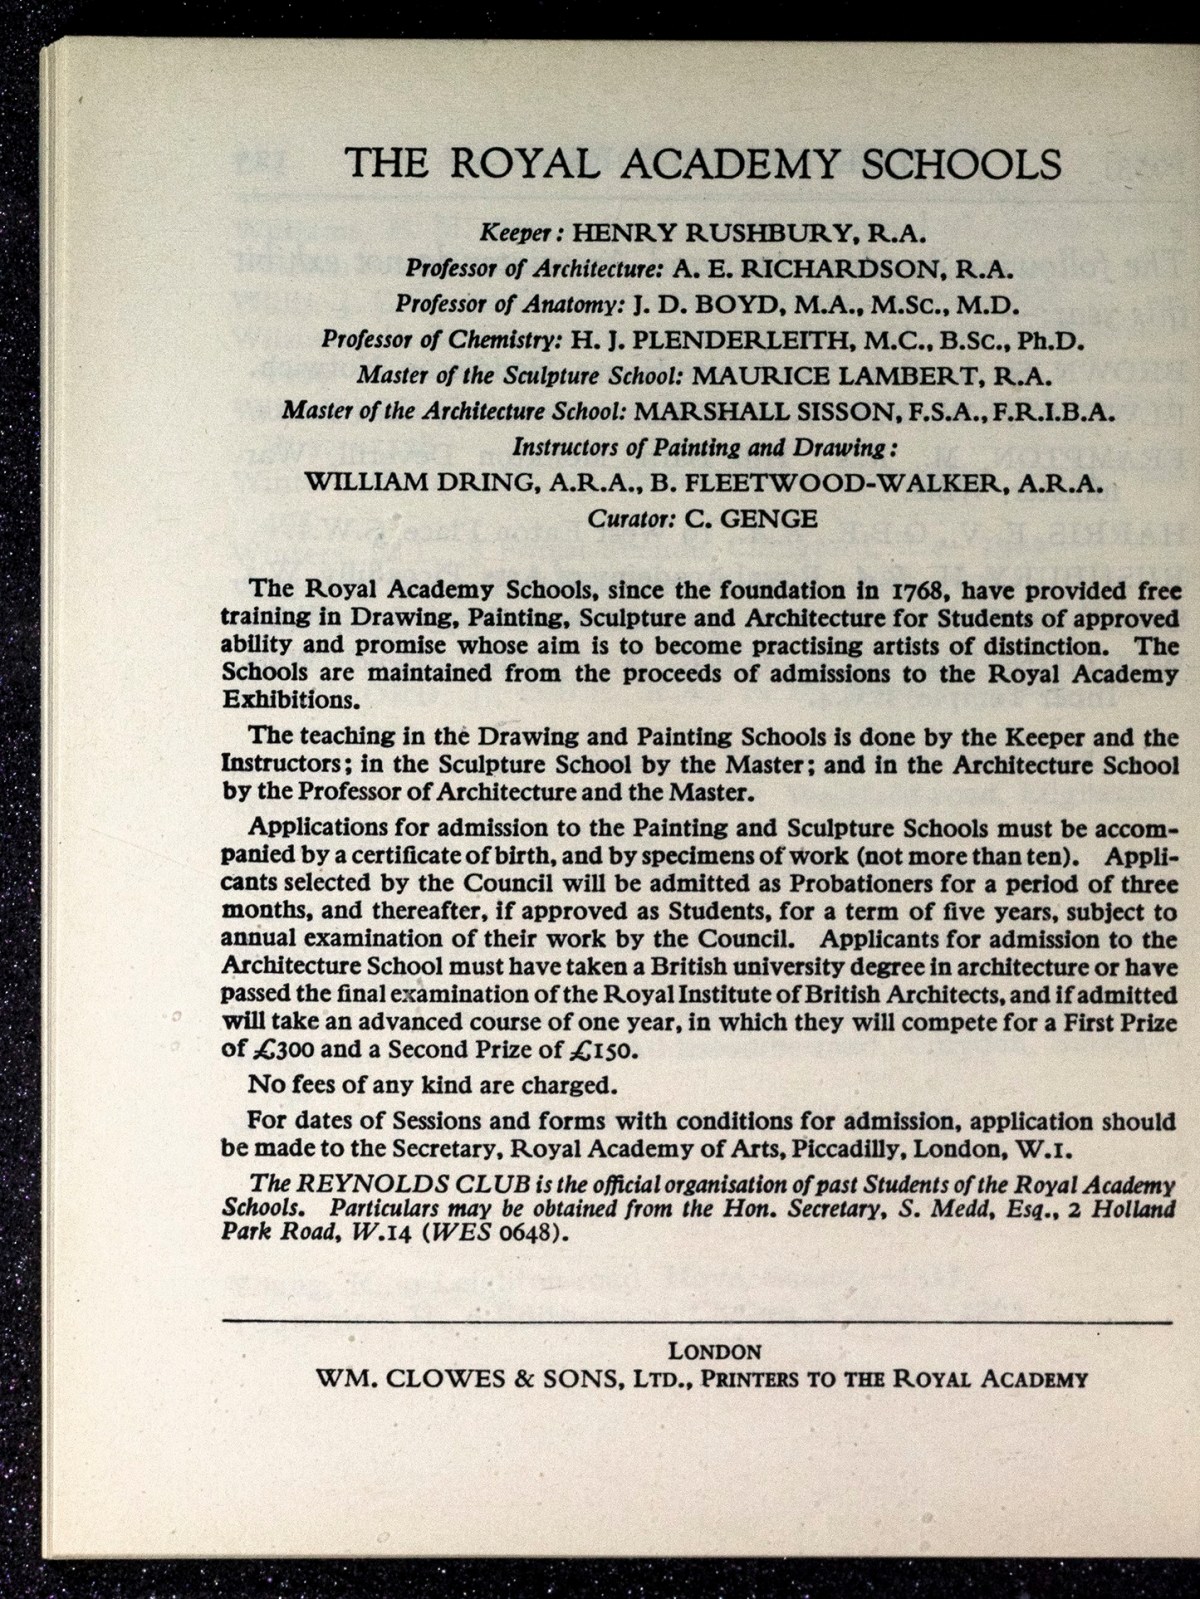 THE ROYAL ACADEMY SCHOOLS
Keeper: HENRY RUSHBURY, R.A.
Professor of Architecture: A. E. RICHARDSON, R.A.
Professor of Anatomy: J. D. BOYD, M.A., M.Sc., M.D.
Professor of Chemistry: H. J. PLENDERLEITH, M.C., B.Sc., Ph.D.
Master of the Sculpture School: MAURICE LAMBERT, R.A.
Master of the Architecture School: MARSHALL SISSON, F.S.A., F.R.I.B.A.
Instructors of Painting and Drawing:
WILLIAM DRING, A.R.A., B. FLEETWOOD-WALKER, A.R.A.
Curator: C. GENGE
The Royal Academy Schools, since the foundation in 1768, have provided free
training in Drawing, Painting, Sculpture and Architecture for Students of approved
ability and promise whose aim is to become practising artists of distinction. The
Schools are maintained from the proceeds of admissions to the Royal Academy
Exhibitions.
The teaching in the Drawing and Painting Schools is done by the Keeper and the
Instructors; in the Sculpture School by the Master; and in the Architecture School
by the Professor of Architecture and the Master.
Applications for admission to the Painting and Sculpture Schools must be accom-
panied by a certificate of birth, and by specimens of work (not more than ten). Appli-
cants selected by the Council will be admitted as Probationers for a period of three
months, and thereafter, if approved as Students, for a term of five years, subject to
annual examination of their work by the Council. Applicants for admission to the
Architecture School must have taken a British university degree in architecture or have
passed the final examination of the Royal Institute of British Architects, and if admitted
will take an advanced course of one year, in which they will compete for a First Prize
of £300 and a Second Prize of £150.
No fees of any kind are charged.
For dates of Sessions and forms with conditions for admission, application should
be made to the Secretary, Royal Academy of Arts, Piccadilly, London, W.1.
The REYNOLDS CLUB is the official organisation of past Students of the Royal Academy
Schools. Particulars may be obtained from the Hon. Secretary, S. Medd, Esq., 2 Holland
Park Road, W.14 (WES 0648).
LONDON
WM. CLOWES & SONS, LTD., PRINTERS TO THE ROYAL ACADEMY